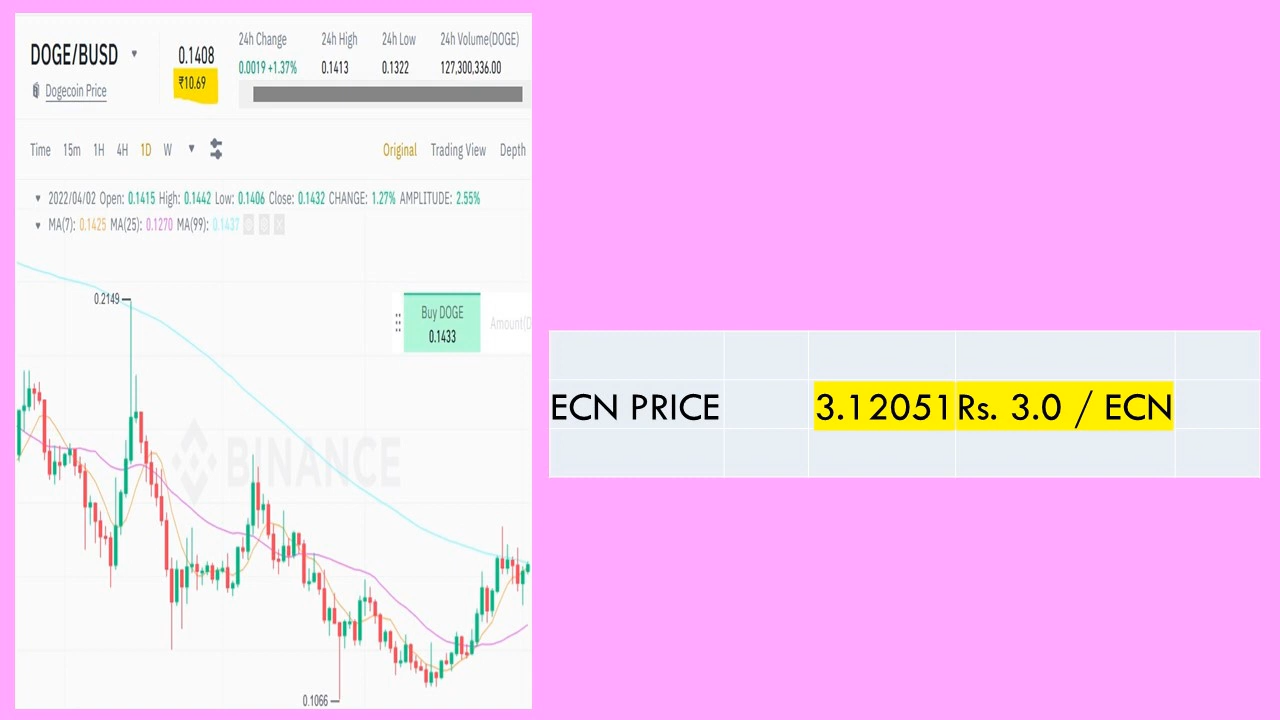 DOGE/BUSD
0.1408
₹10.69
Dogecoin Price
24h Change
0.0019 +1.37%
24h High
0.1413
24h Low
0.1322
24h Volume(DOGE)
127,300,336.00
Time 15m 1H 4H 1D W
Original Trading View Depth
2022/04/02 Open: 0.1415 High: 0.1442 Low: 0.1406 Close: 0.1432 CHANGE: 1.27% AMPLITUDE: 2.55%
MA(7): 0.1425 MA(25): 0.1270 MA(99): 0.1437
0.2149
Buy DOGE
0.1433
BINANCE
0.1066
ECN PRICE 3.12051 Rs. 3.0 / ECN